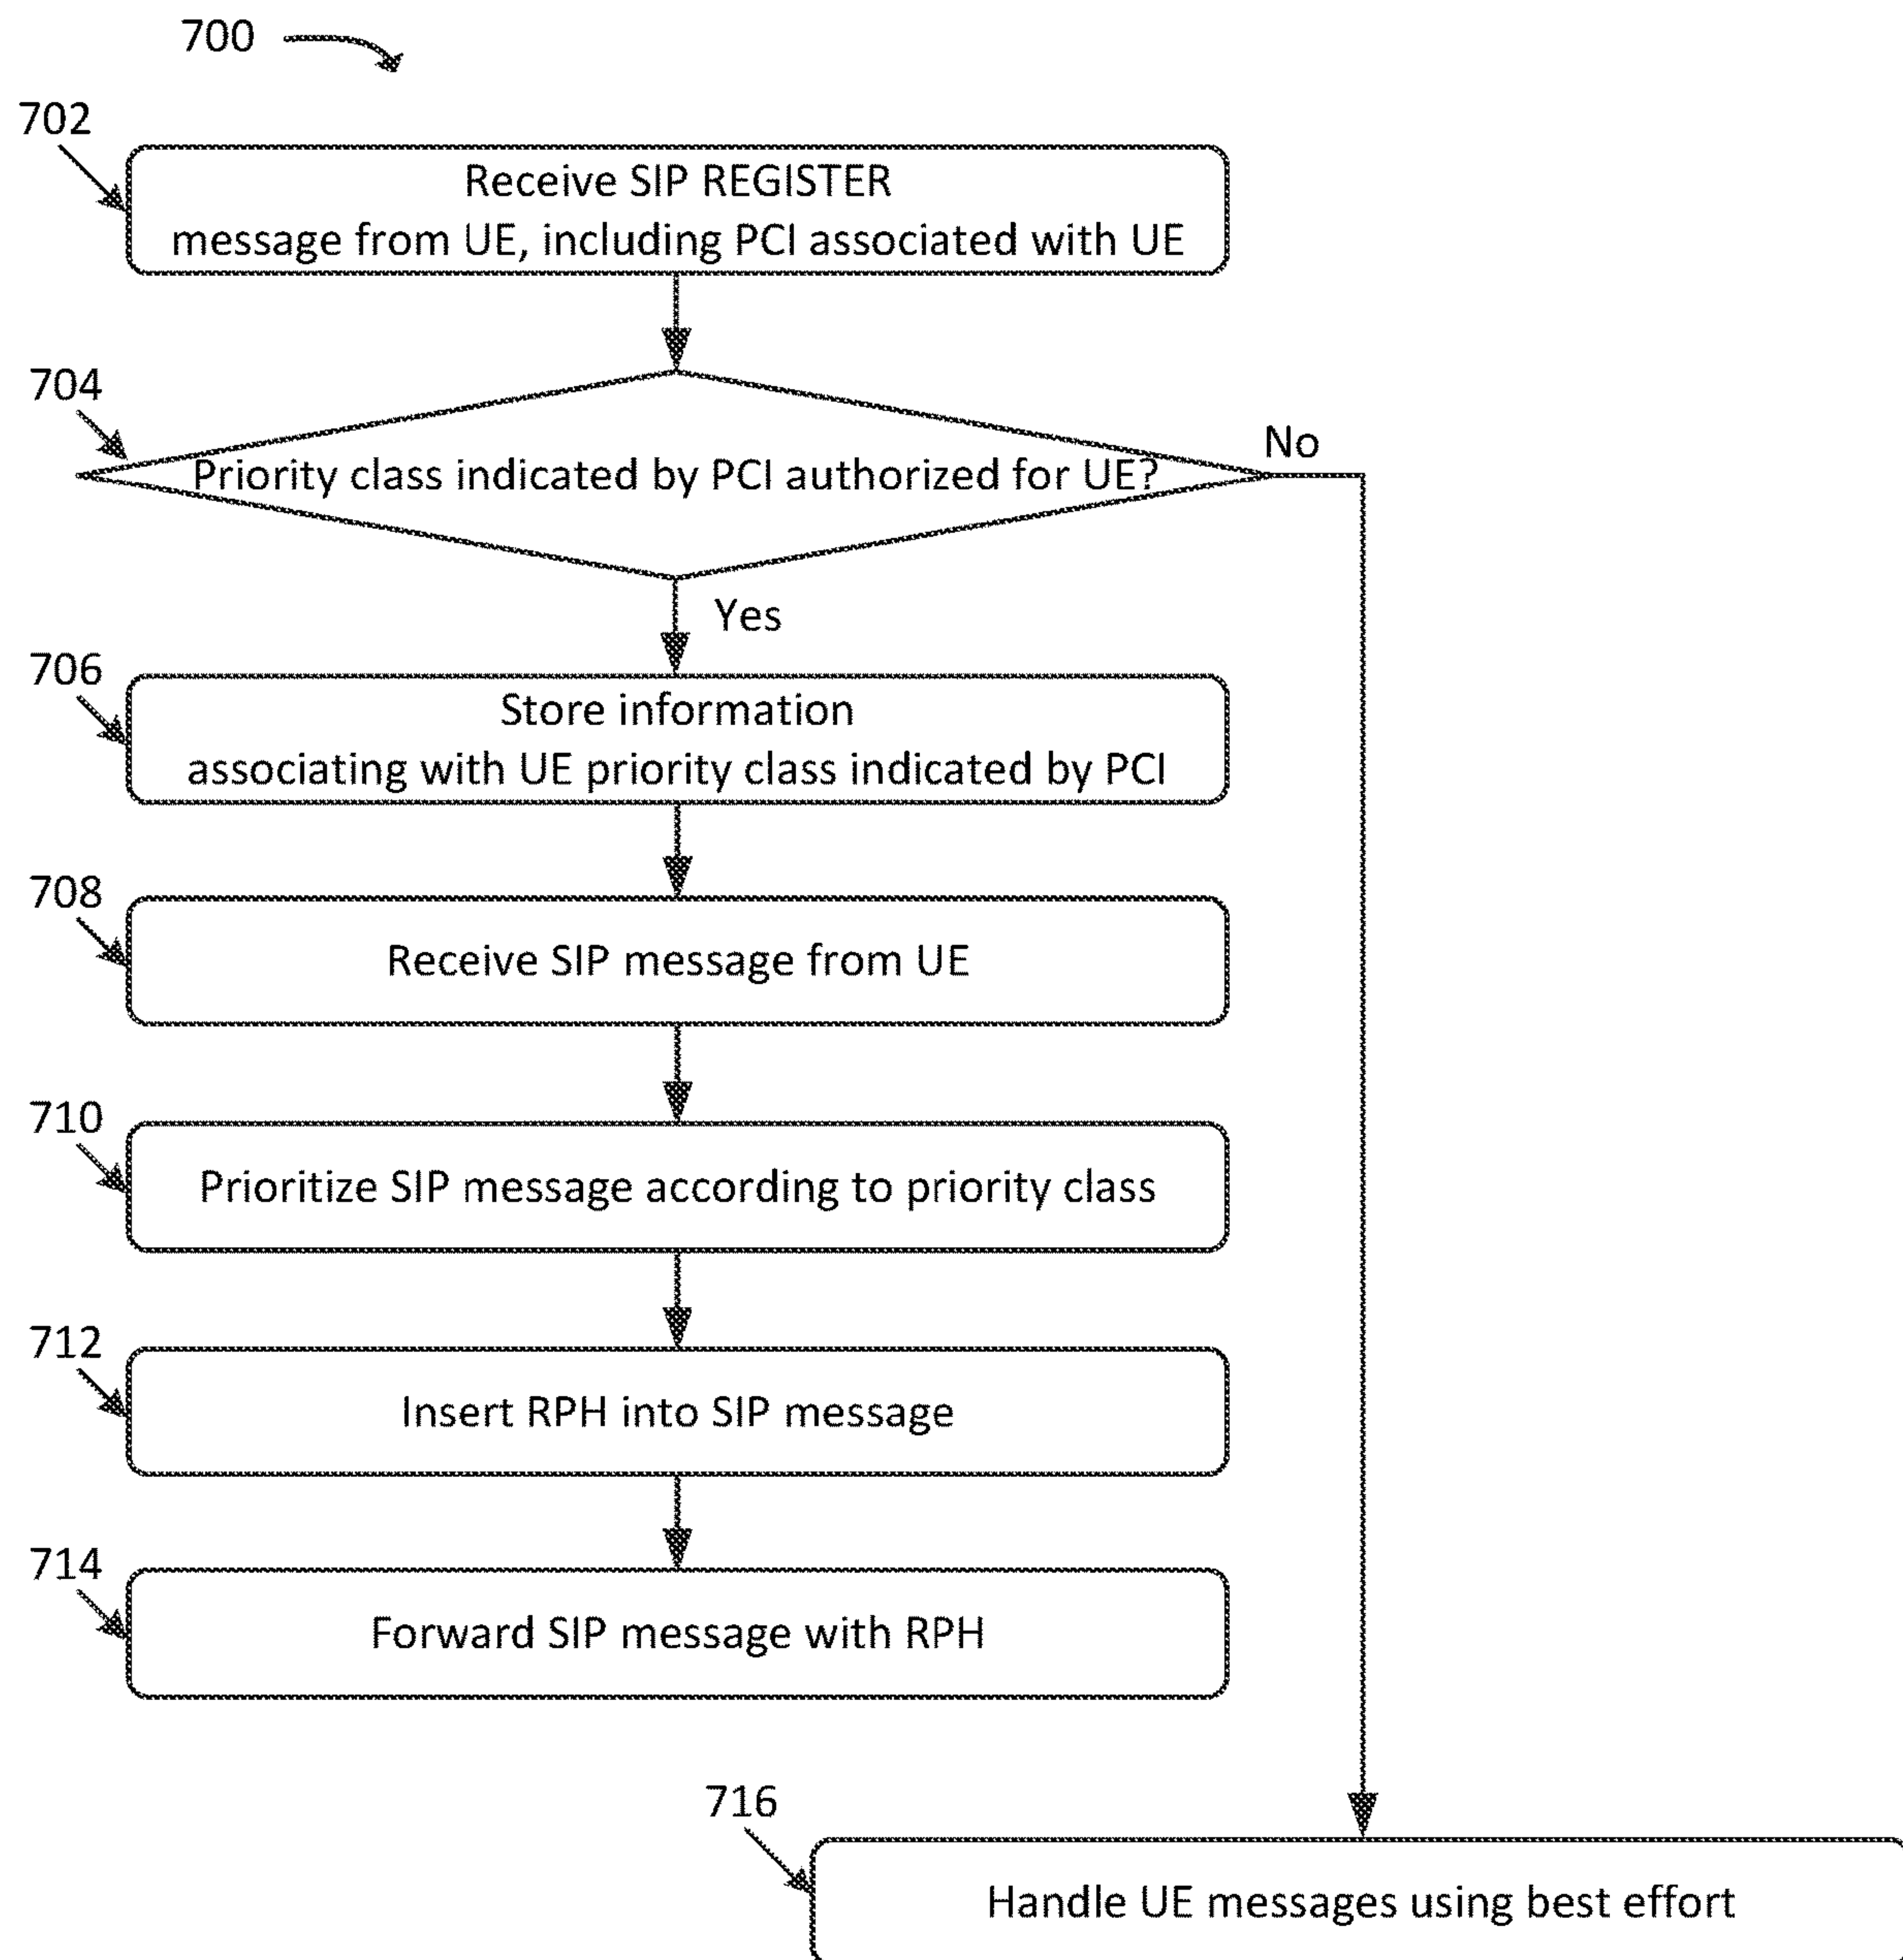 700
702
Receive SIP REGISTER
message from UE, including PCI associated with UE
704
Priority class indicated by PCI authorized for UE?
No
Yes
706
Store information
associating with UE priority class indicated by PCI
708
Receive SIP message from UE
710
Prioritize SIP message according to priority class
712
Insert RPH into SIP message
714
Forward SIP message with RPH
716
Handle UE messages using best effort